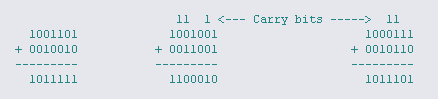 11 1 <--- Carry bits -----> 11
1001101 1001001 1000111
+ 0010010 + 0011001 + 0010110
--------- --------- ---------
1011111 1100010 1011101